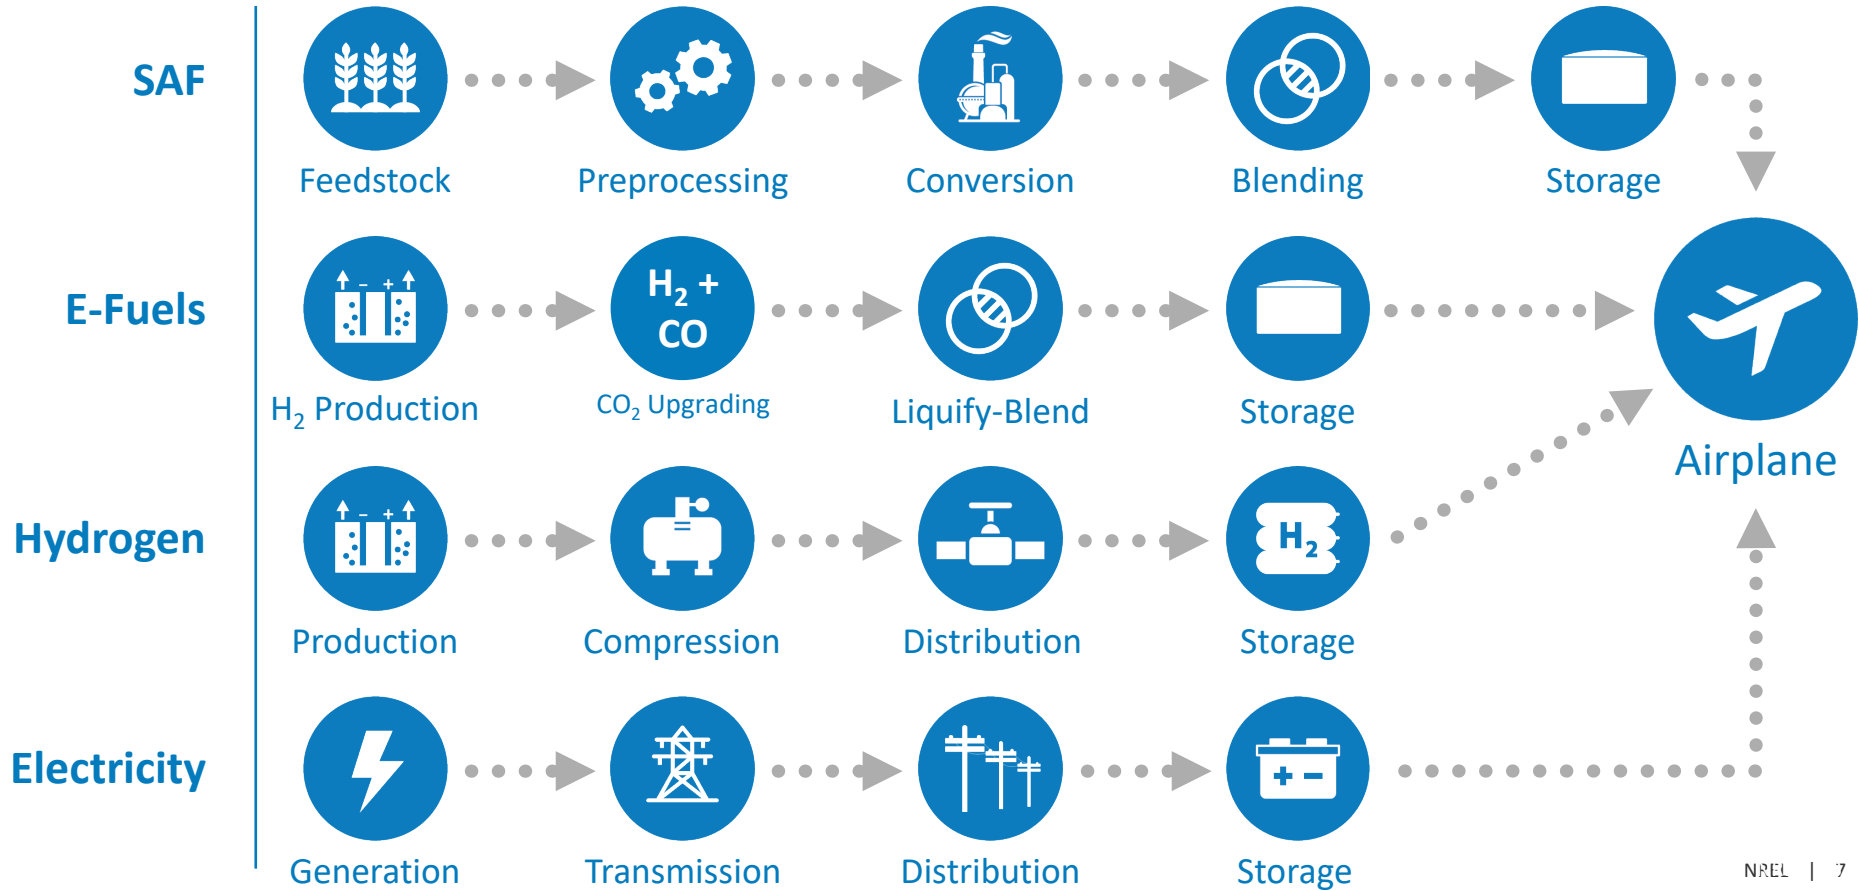 SAF
Feedstock
Preprocessing
Conversion
Blending
Storage
E-Fuels
H₂ +
CO
H₂ Production
CO₂ Upgrading
Liquify-Blend
Storage
Airplane
Hydrogen
H₂
Production
Compression
Distribution
Storage
Electricity
Generation
Transmission
Distribution
Storage
NREL | 7